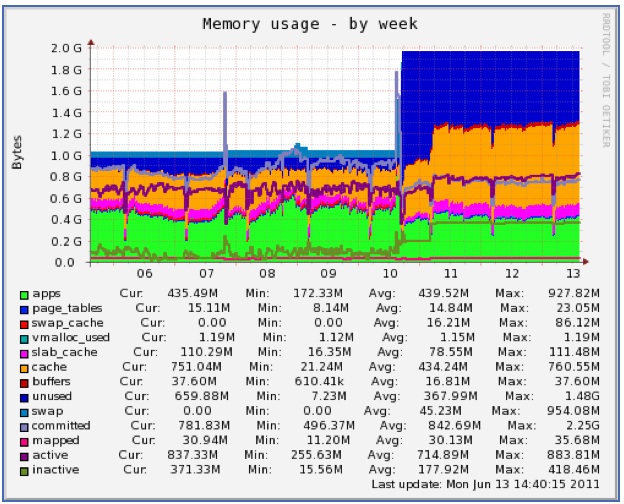 Memory usage - by week
RRDTOOL / TOBI OETIKER
Bytes
2.0 G
1.8 G
1.6 G
1.4 G
1.2 G
1.0 G
0.8 G
0.6 G
0.4 G
0.2 G
0.0
06 07 08 09 10 11 12 13
apps Cur: 435.49M Min: 172.33M Avg: 439.52M Max: 927.82M
page_tables Cur: 15.11M Min: 8.14M Avg: 14.84M Max: 23.05M
swap_cache Cur: 0.00 Min: 0.00 Avg: 16.21M Max: 86.12M
vmalloc_used Cur: 1.19M Min: 1.12M Avg: 1.15M Max: 1.19M
slab_cache Cur: 110.29M Min: 16.35M Avg: 78.55M Max: 111.48M
cache Cur: 751.04M Min: 21.24M Avg: 434.24M Max: 760.55M
buffers Cur: 37.60M Min: 610.41k Avg: 16.81M Max: 37.60M
unused Cur: 659.88M Min: 7.23M Avg: 367.99M Max: 1.48G
swap Cur: 0.00 Min: 0.00 Avg: 45.23M Max: 954.08M
committed Cur: 781.83M Min: 496.37M Avg: 842.69M Max: 2.25G
mapped Cur: 30.94M Min: 11.20M Avg: 30.13M Max: 35.68M
active Cur: 837.33M Min: 255.63M Avg: 714.89M Max: 883.81M
inactive Cur: 371.33M Min: 15.56M Avg: 177.92M Max: 418.46M
Last update: Mon Jun 13 14:40:15 2011